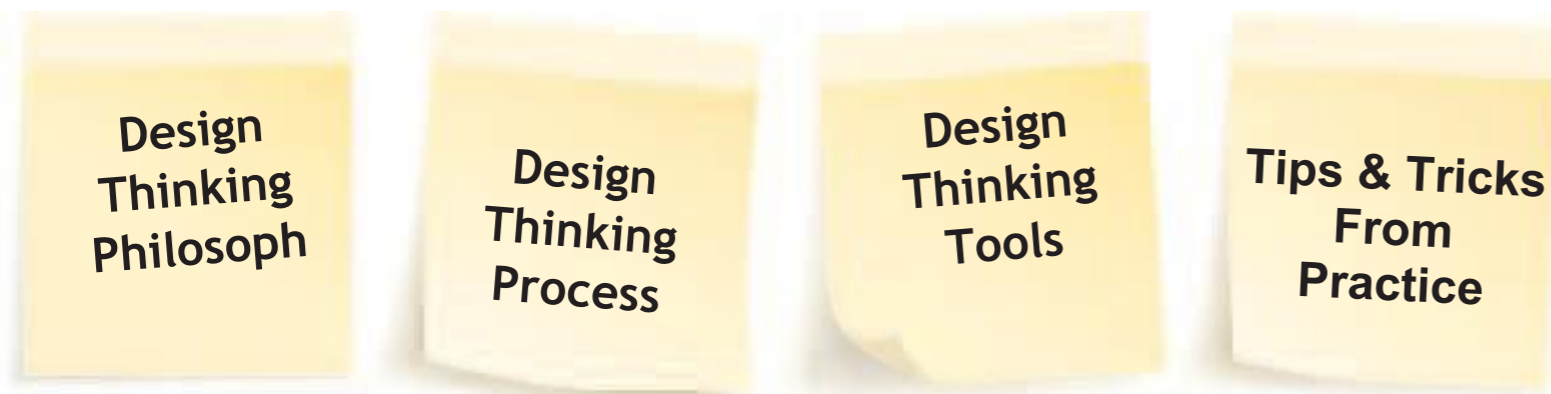 Design
Thinking
Philosoph
Design
Thinking
Process
Design
Thinking
Tools
Tips & Tricks
From
Practice